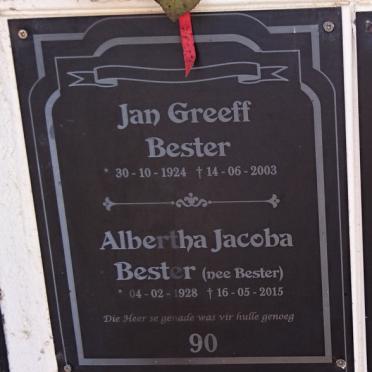 Jan Greeff
Bester
* 30 - 10 - 1924 † 14 - 06 - 2003
Albertha Jacoba
Bester (nee Bester)
* 04 - 02 - 1928 † 16 - 05 - 2015
Die Heer se genade was vir hulle genoeg
90